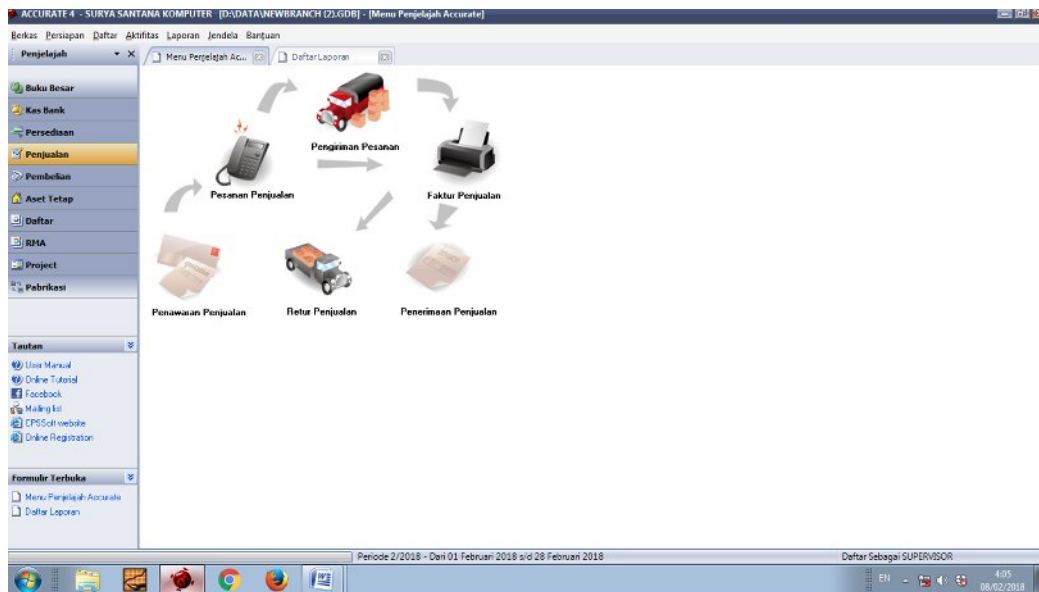 ACCURATE 4 - SURYA SANTANA KOMPUTER [D:\DATA\NEWBRANCH (2).GDB] - [Menu Penjelajah Accurate]
Berkas Persiapan Daftar Aktifitas Laporan Jendela Bantuan
Penjelajah
Menu Penjelajah Ac...
Daftar Laporan
Buku Besar
Kas Bank
Persediaan
Penjualan
Pembelian
Aset Tetap
Daftar
RMA
Project
Pabrikasi
Pengiriman Pesanan
Pesanan Penjualan
Faktur Penjualan
Penawaran Penjualan
Retur Penjualan
Penerimaan Penjualan
Tautan
User Manual
Online Tutorial
Facebook
Mailing list
CPSSoft website
Online Registration
Formulir Terbuka
Menu Penjelajah Accurate
Daftar Laporan
Periode 2/2018 - Dari 01 Februari 2018 s/d 28 Februari 2018
Daftar Sebagai SUPERVISOR
EN
4:05
08/02/2018